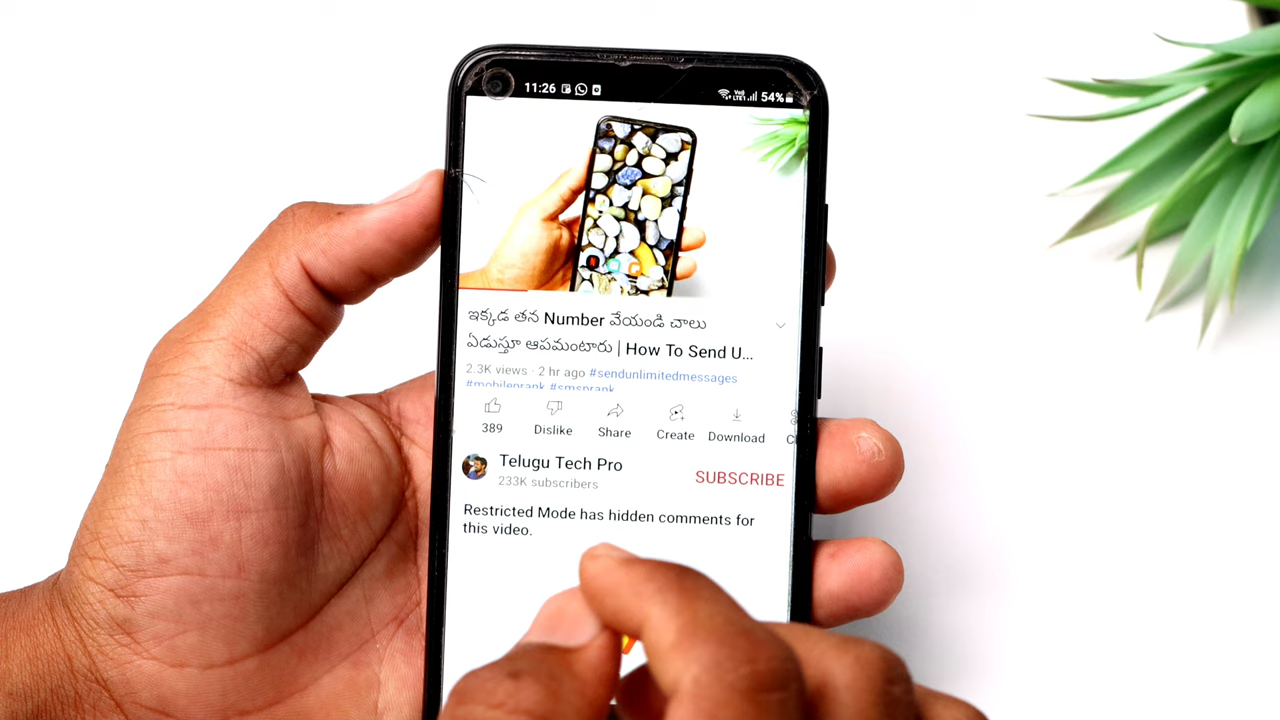 11:26
54%
ఇక్కడ తన Number వేయండి చాలు
ఏడుస్తూ ఆపమంటారు | How To Send U...
2.3K views · 2 hr ago #sendunlimitedmessages
#mobileprank #smsprank
389 Dislike Share Create Download
Telugu Tech Pro
233K subscribers
SUBSCRIBE
Restricted Mode has hidden comments for
this video.